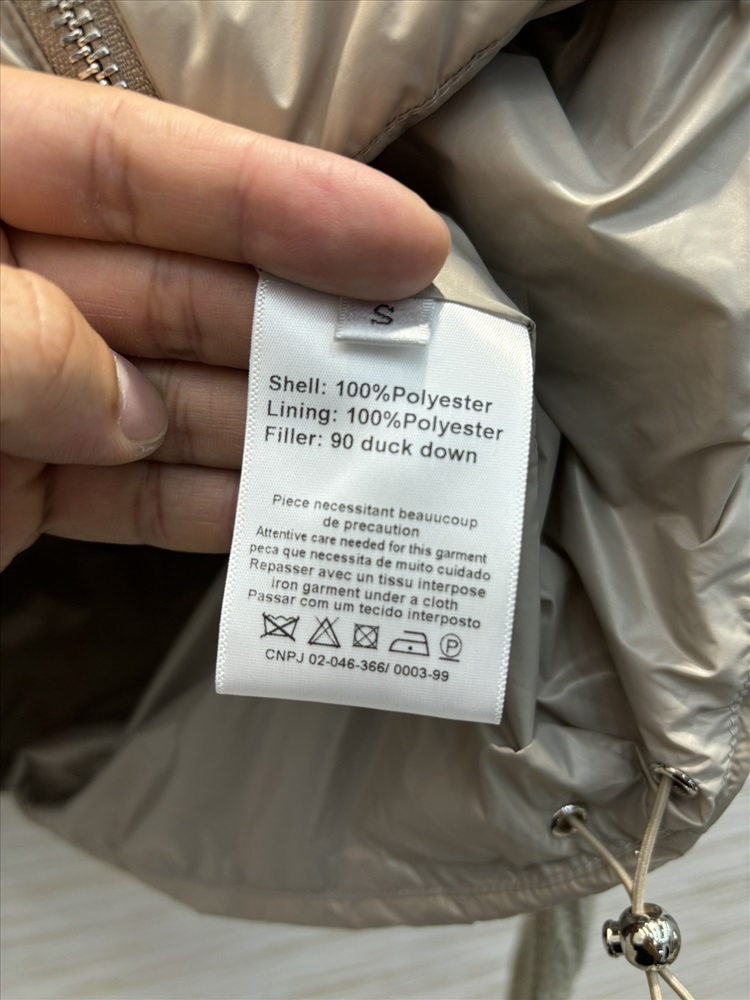 S
Shell: 100%Polyester
Lining: 100%Polyester
Filler: 90 duck down
Piece necessitant beauucoup
de precaution
Attentive care needed for this garment
peca que necessita de muito cuidado
Repasser avec un tissu interpose
iron garment under a cloth
Passar com um tecido interposto
P
CNPJ 02-046-366/ 0003-99